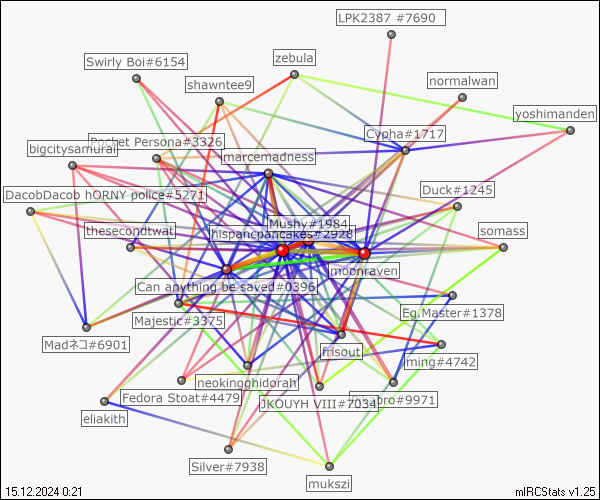 LPK2387 #7690
zebula
Swirly Boi#6154
shawntee9
normalwan
yoshimanden
Cypha#1717
Pocket Persona#3326
bigcitysamurai
marcemadness
DacobDacob hORNY police#5271
Duck#1245
Mushy#1984
hispancpancakes#2928
thesecondtwat
somass
moonraven
Can anything be saved#0396
Eg.Master#1378
Majestic#3375
Madネコ#6901
frisout
ming#4742
neokingghidorah
Fedora Stoat#4479
JKOUYH VIII#7034
#9971
eliakith
Silver#7938
mukszi
15.12.2024 0:21
mIRCStats v1.25